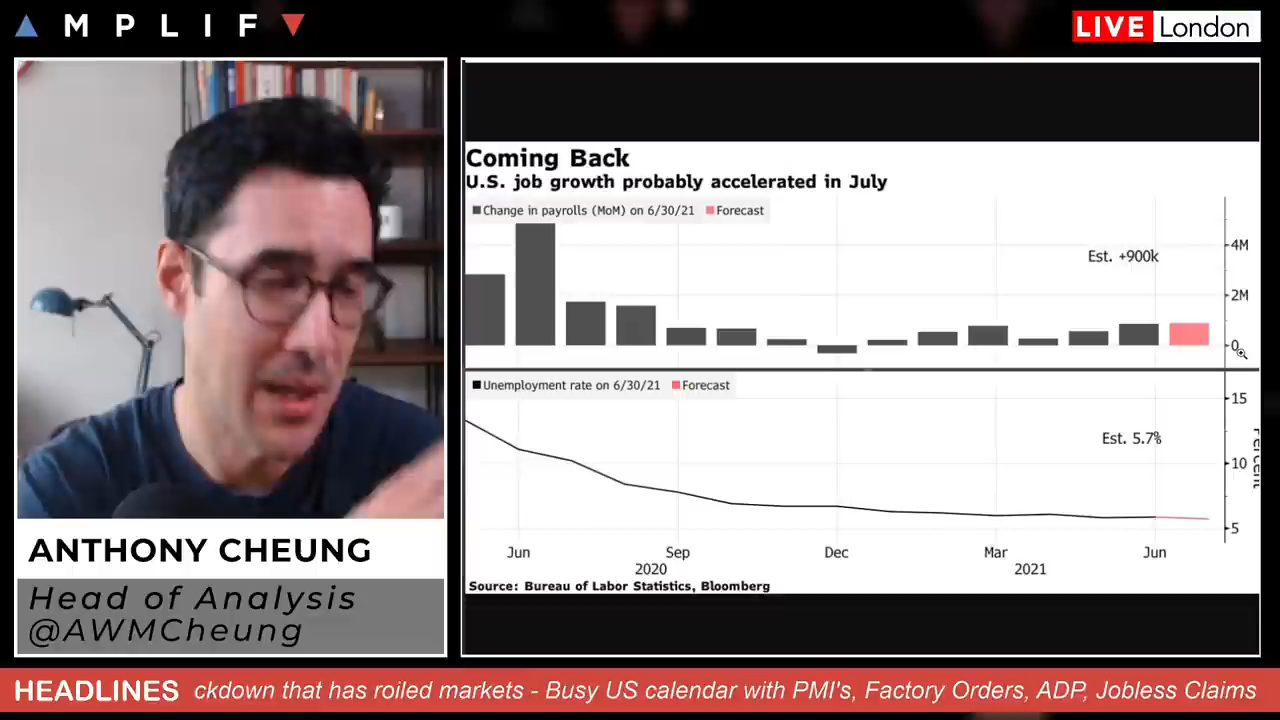 AMPLIFY
LIVE London
Coming Back
U.S. job growth probably accelerated in July
Change in payrolls (MoM) on 6/30/21 Forecast
Est. +900k
4M
2M
0
Unemployment rate on 6/30/21 Forecast
15
Est. 5.7%
10
Percent
5
Jun Sep Dec Mar Jun
2020 2021
Source: Bureau of Labor Statistics, Bloomberg
ANTHONY CHEUNG
Head of Analysis
@AWMCheung
HEADLINES ckdown that has roiled markets - Busy US calendar with PMI's, Factory Orders, ADP, Jobless Claims